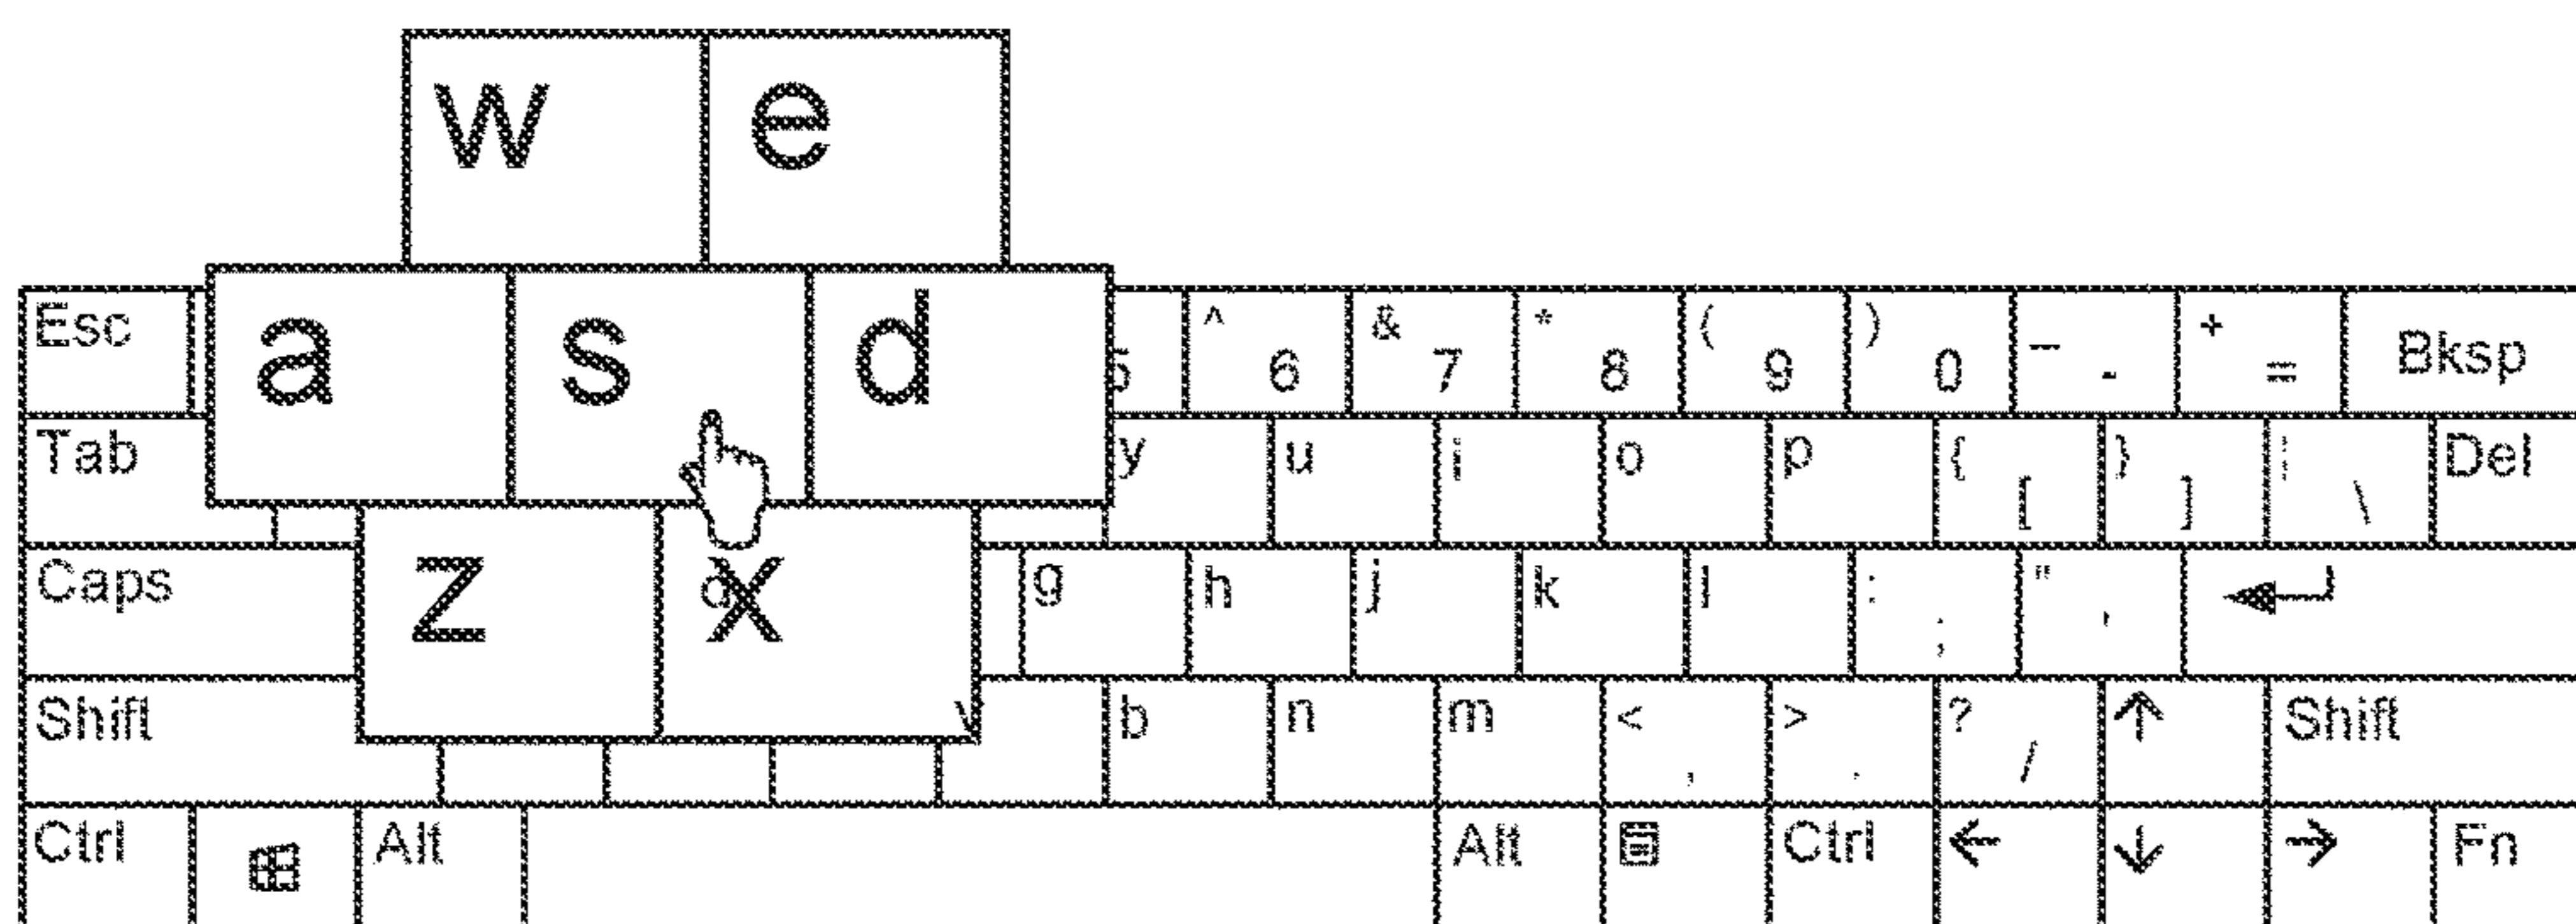 w e
a s d
Esc 5 ^ 6 & 7 * 8 ( 9 ) 0 _ - + = Bksp
Tab y u i o p { [ } ] | \ Del
z x
Caps d g h j k l : ; " '
Shift v b n m < , > . ? / ↑ Shift
Ctrl Alt Alt Ctrl ← ↓ → Fn